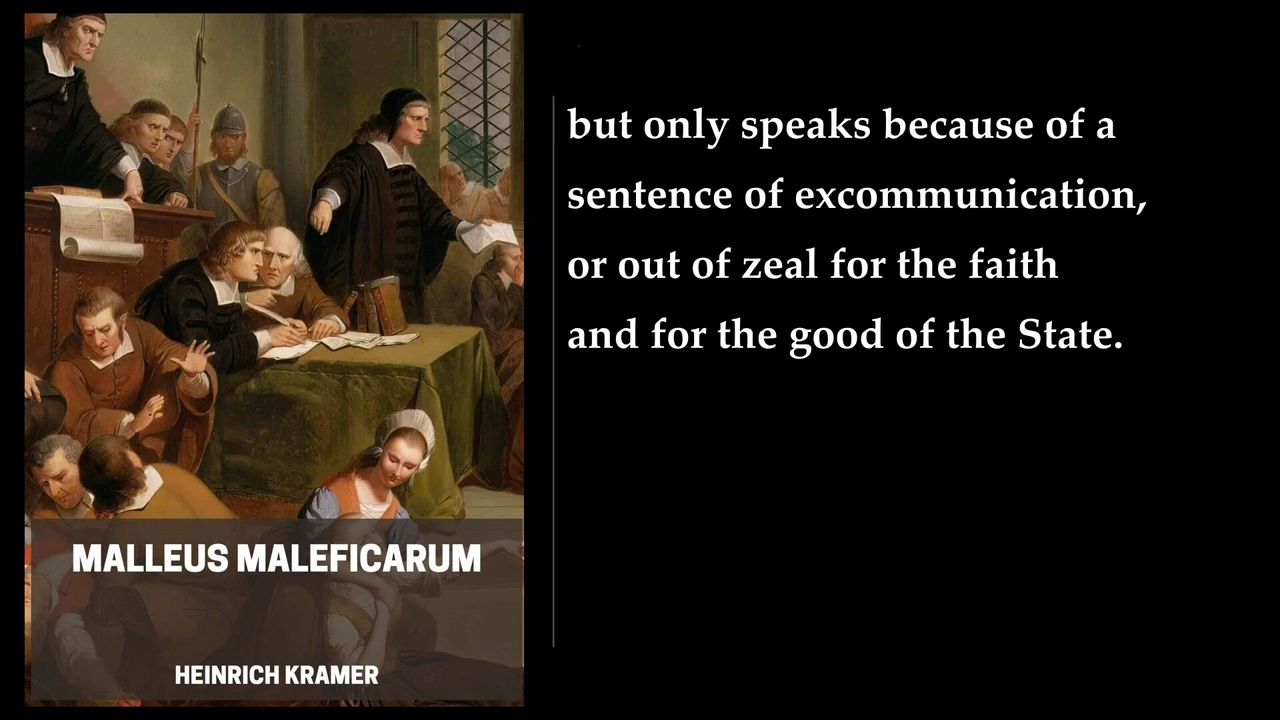 but only speaks because of a
sentence of excommunication,
or out of zeal for the faith
and for the good of the State.
MALLEUS MALEFICARUM
HEINRICH KRAMER